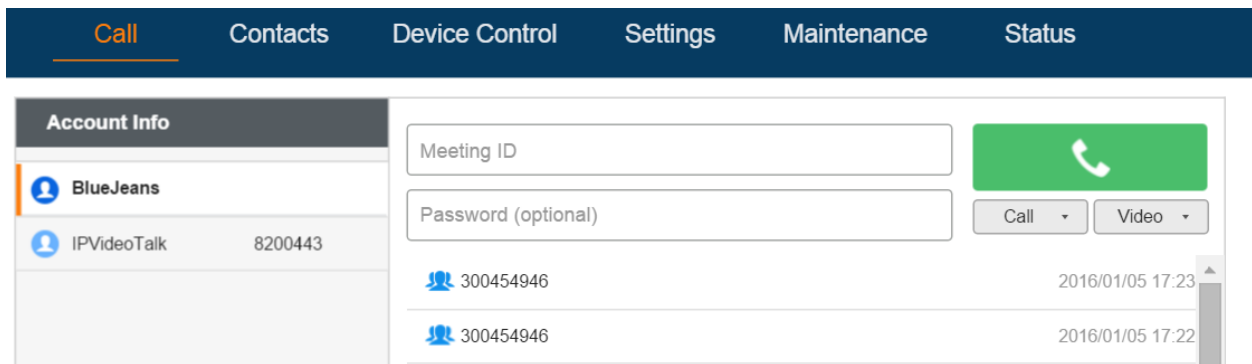 Call Contacts Device Control Settings Maintenance Status
Account Info
BlueJeans
IPVideoTalk 8200443
Meeting ID
Password (optional)
Call Video
300454946 2016/01/05 17:23
300454946 2016/01/05 17:22